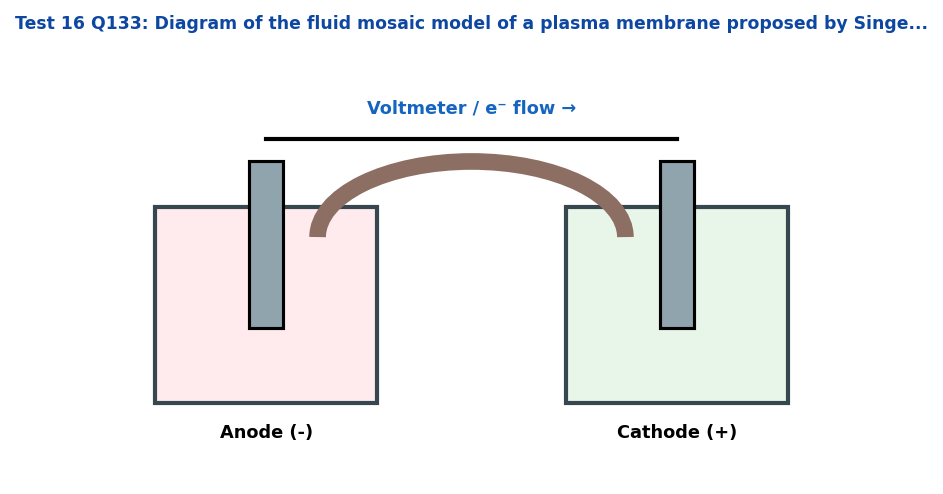 Test 16 Q133: Diagram of the fluid mosaic model of a plasma membrane proposed by Singe...
Voltmeter / e⁻ flow →
Anode (-)
Cathode (+)